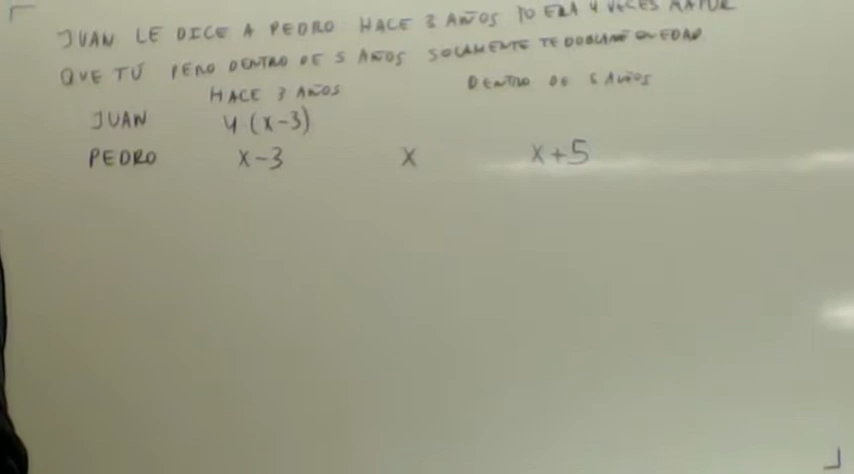 JUAN LE DICE A PEDRO HACE 3 AÑOS YO ERA 4 VECES MAYOR
QUE TÚ PERO DENTRO DE 5 AÑOS SOLAMENTE TE DOBLARÉ EN EDAD
HACE 3 AÑOS DENTRO DE 5 AÑOS
JUAN 4·(x-3)
PEDRO x-3 x x+5